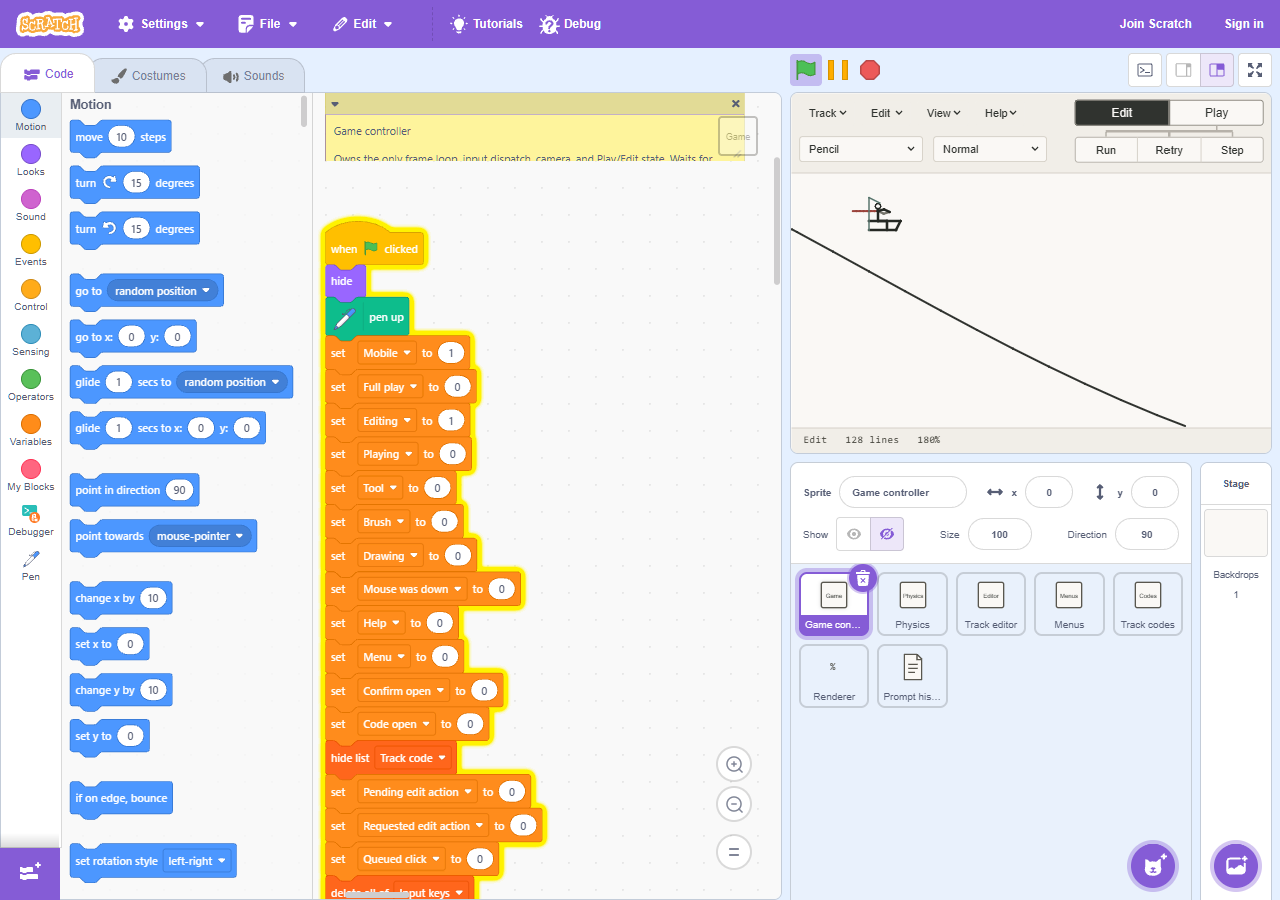 SCRATCH
Settings
File
Edit
Tutorials
Debug
Join Scratch
Sign in
Code
Costumes
Sounds
Motion
Looks
Sound
Events
Control
Sensing
Operators
Variables
My Blocks
Debugger
Pen
Motion
move 10 steps
turn 15 degrees
turn 15 degrees
go to random position
go to x: 0 y: 0
glide 1 secs to random position
glide 1 secs to x: 0 y: 0
point in direction 90
point towards mouse-pointer
change x by 10
set x to 0
change y by 10
set y to 0
if on edge, bounce
set rotation style left-right
Game controller
Owns the only frame loop, input dispatch, camera, and Play/Edit state. Waits for
Game
when clicked
hide
pen up
set Mobile to 1
set Full play to 0
set Editing to 1
set Playing to 0
set Tool to 0
set Brush to 0
set Drawing to 0
set Mouse was down to 0
set Help to 0
set Menu to 0
set Confirm open to 0
set Code open to 0
hide list Track code
set Pending edit action to 0
set Requested edit action to 0
set Queued click to 0
delete all of Input keys
Track
Edit
View
Help
Edit
Play
Pencil
Normal
Run
Retry
Step
Edit 128 lines 180%
Sprite
Game controller
x
0
y
0
Show
Size
100
Direction
90
Game
Game con...
Physics
Physics
Editor
Track editor
Menus
Menus
Codes
Track codes
%
Renderer
Prompt his...
Stage
Backdrops
1